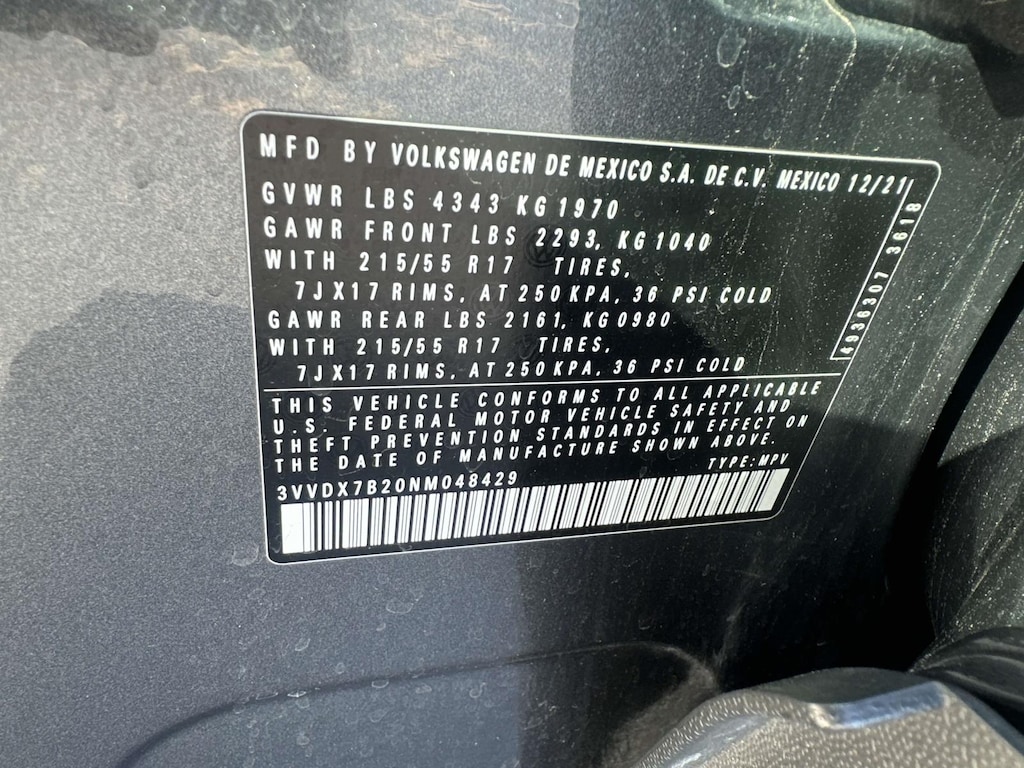 MFD BY VOLKSWAGEN DE MEXICO S.A. DE C.V. MEXICO 12/21
GVWR LBS 4343 KG 1970
GAWR FRONT LBS 2293, KG 1040
WITH 215/55 R17 TIRES,
7JX17 RIMS, AT 250 KPA, 36 PSI COLD
GAWR REAR LBS 2161, KG 0980
WITH 215/55 R17 TIRES,
7JX17 RIMS, AT 250 KPA, 36 PSI COLD
4936307 3618
THIS VEHICLE CONFORMS TO ALL APPLICABLE
U.S. FEDERAL MOTOR VEHICLE SAFETY AND
THEFT PREVENTION STANDARDS IN EFFECT ON
THE DATE OF MANUFACTURE SHOWN ABOVE.
TYPE: MPV
3VVDX7B20NM048429